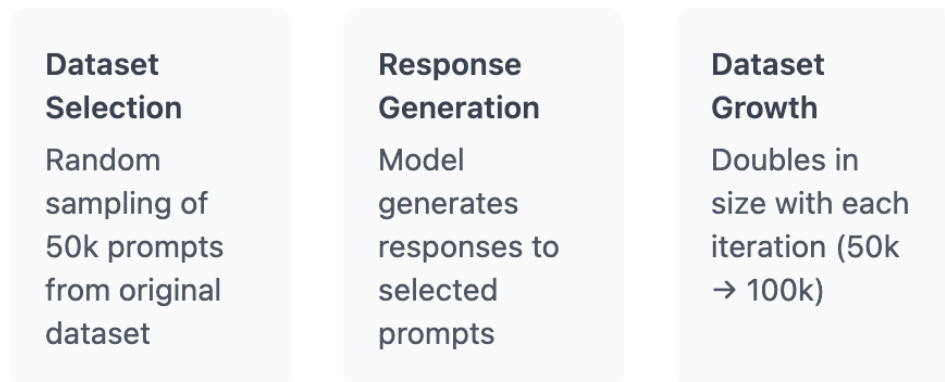 Dataset
Selection
Random
sampling of
50k prompts
from original
dataset
Response
Generation
Model
generates
responses to
selected
prompts
Dataset
Growth
Doubles in
size with each
iteration (50k
→ 100k)